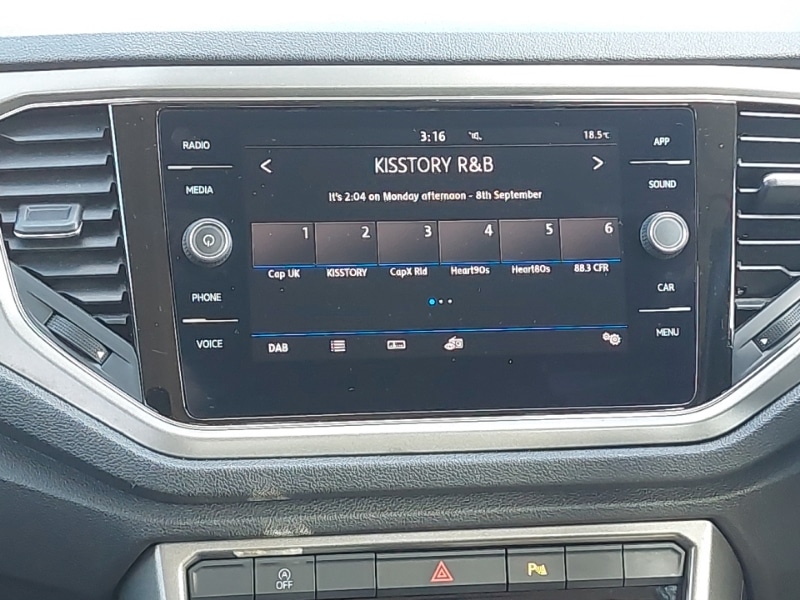 3:16 18.5°C
RADIO KISSTORY R&B APP
MEDIA SOUND
It's 2:04 on Monday afternoon - 8th September
1 2 3 4 5 6
Cap UK KISSTORY CapX Rld Heart90s Heart80s 88.3 CFR
PHONE CAR
VOICE DAB MENU
OFF
P